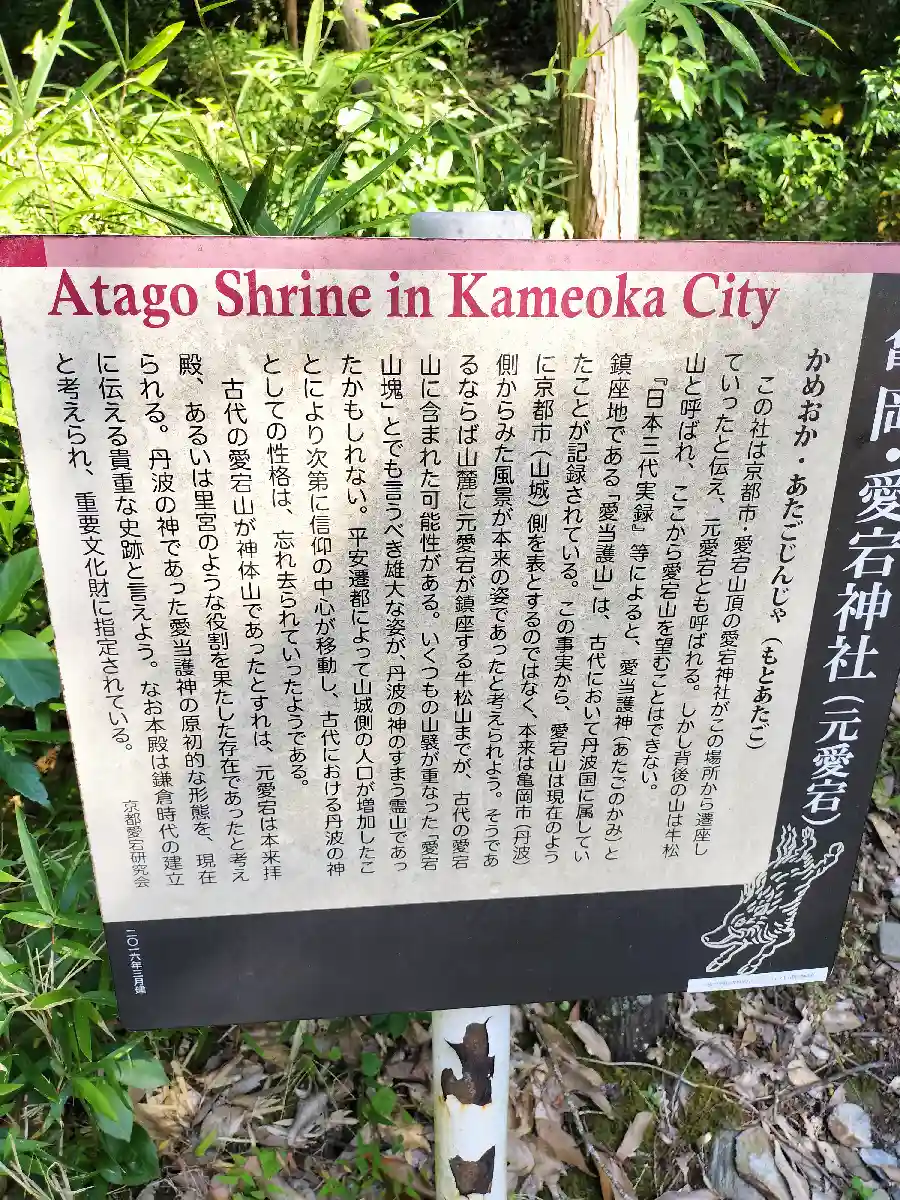 Atago Shrine in Kameoka City
亀岡・愛宕神社（元愛宕）
かめおか・あたごじんじゃ（もとあたご）
この社は京都市・愛宕山頂の愛宕神社がこの場所から遷座し
ていったと伝え、元愛宕とも呼ばれる。しかし背後の山は牛松
山と呼ばれ、ここから愛宕山を望むことはできない。
『日本三代実録』等によると、愛当護神（あたごのかみ）と
鎮座地である「愛当護山」は、古代において丹波国に属してい
たことが記録されている。この事実から、愛宕山は現在のよう
に京都市（山城）側を表とするのではなく、本来は亀岡市（丹波）
側からみた風景が本来の姿であったと考えられよう。そうであ
るならば山麓に元愛宕が鎮座する牛松山までが、古代の愛宕
山に含まれた可能性がある。いくつもの山襞が重なった「愛宕
山塊」とでも言うべき雄大な姿が、丹波の神のすまう霊山であっ
たかもしれない。平安遷都によって山城側の人口が増加したこ
とにより次第に信仰の中心が移動し、古代における丹波の神
としての性格は、忘れ去られていったようである。
古代の愛宕山が神体山であったとすれは、元愛宕は本来拝
殿、あるいは里宮のような役割を果たした存在であったと考え
られる。丹波の神であった愛当護神の原初的な形態を、現在
に伝える貴重な史跡と言えよう。なお本殿は鎌倉時代の建立
と考えられ、重要文化財に指定されている。
京都愛宕研究会
二〇一六年三月建